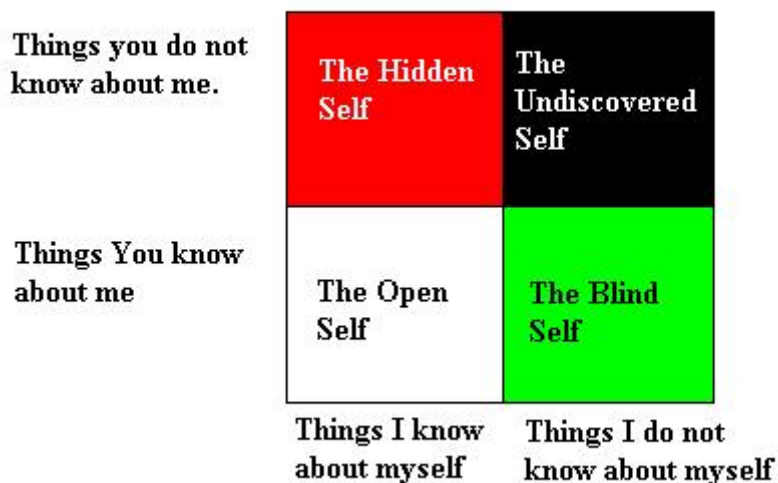 Things you do not
know about me.
The Hidden
Self
The
Undiscovered
Self
Things You know
about me
The Open
Self
The Blind
Self
Things I know
about myself
Things I do not
know about myself